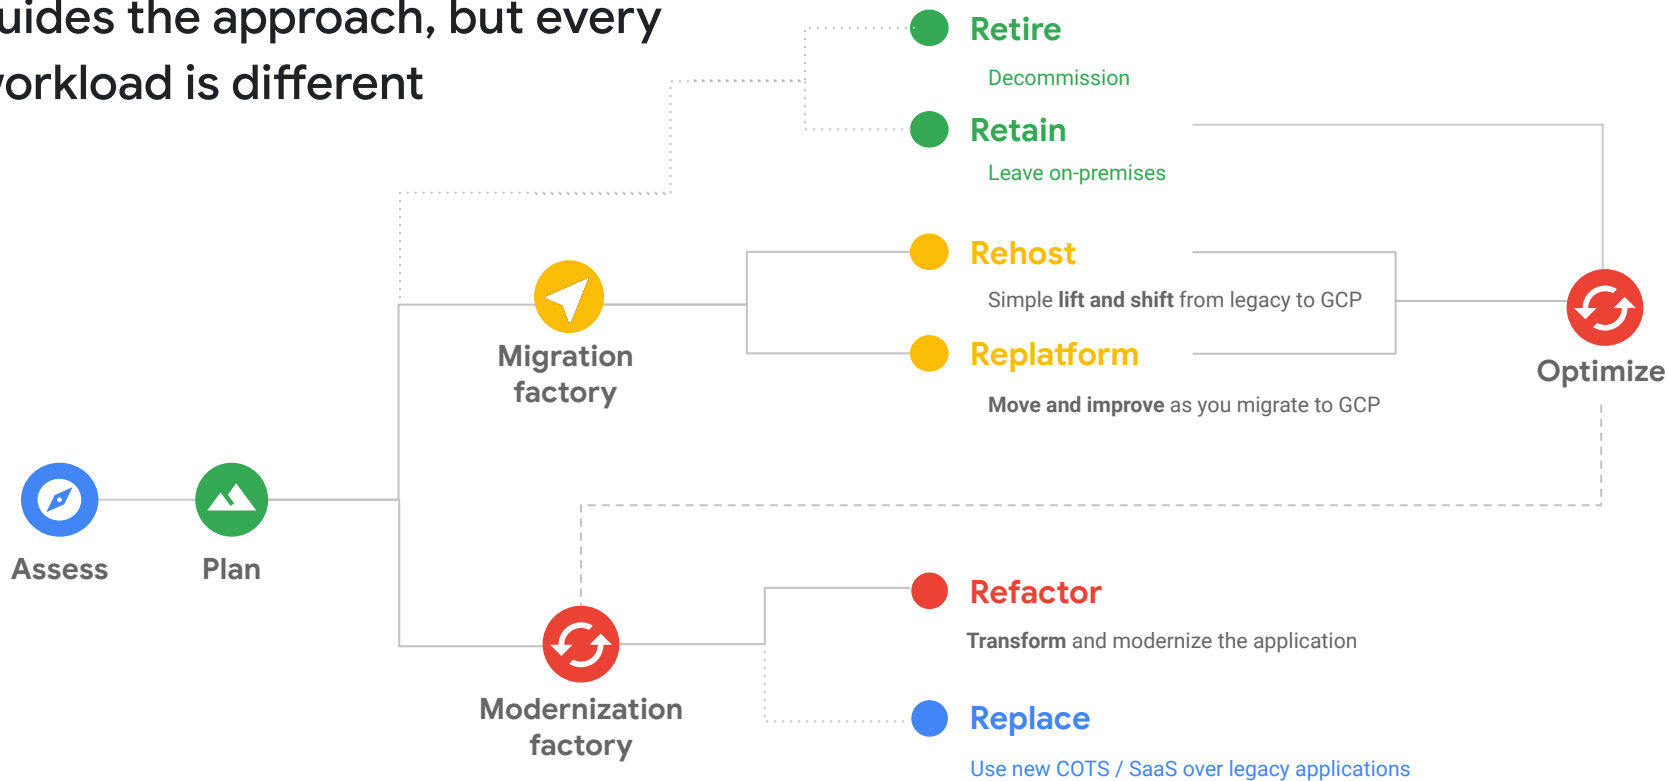 the approach, but every
is different
Retire
Decommission
Retain
Leave on-premises
Rehost
Simple lift and shift from legacy to GCP
Replatform
Move and improve as you migrate to GCP
Migration
factory
Optimize
Assess
Plan
Refactor
Transform and modernize the application
Modernization
factory
Replace
Use new COTS / SaaS over legacy applications